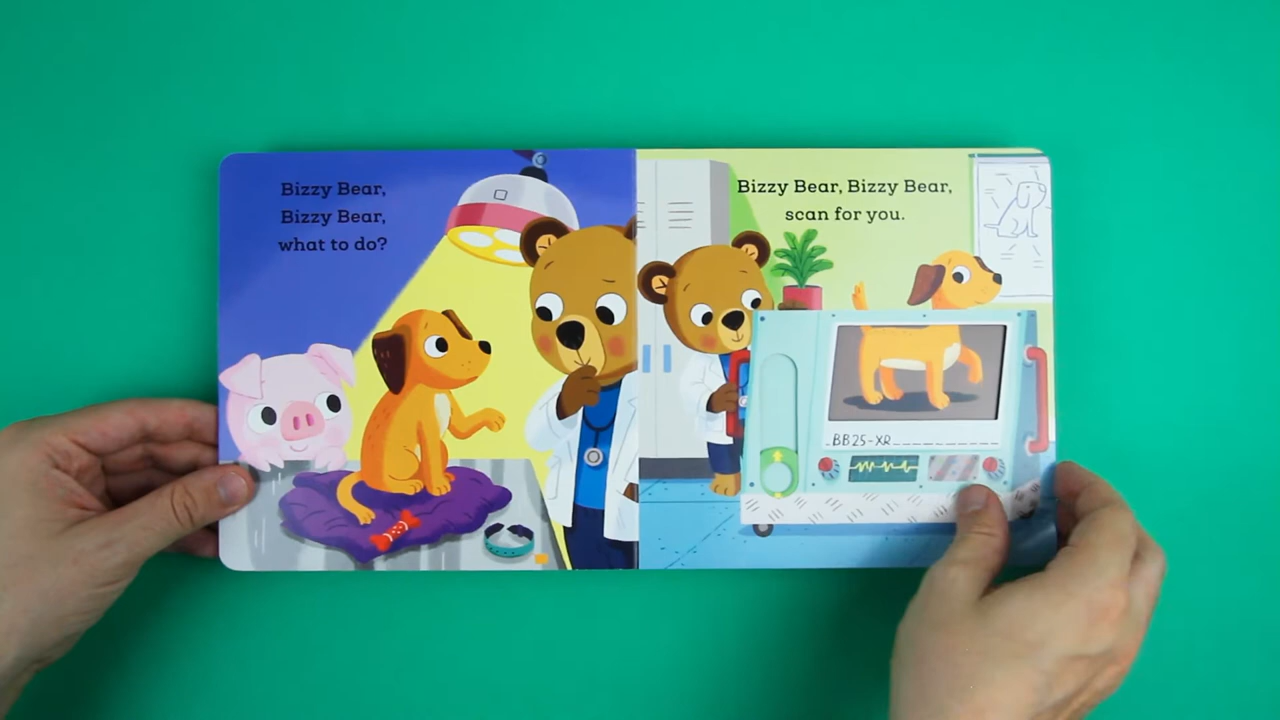 Bizzy Bear,
Bizzy Bear,
what to do?
Bizzy Bear, Bizzy Bear,
scan for you.
BB25-XR